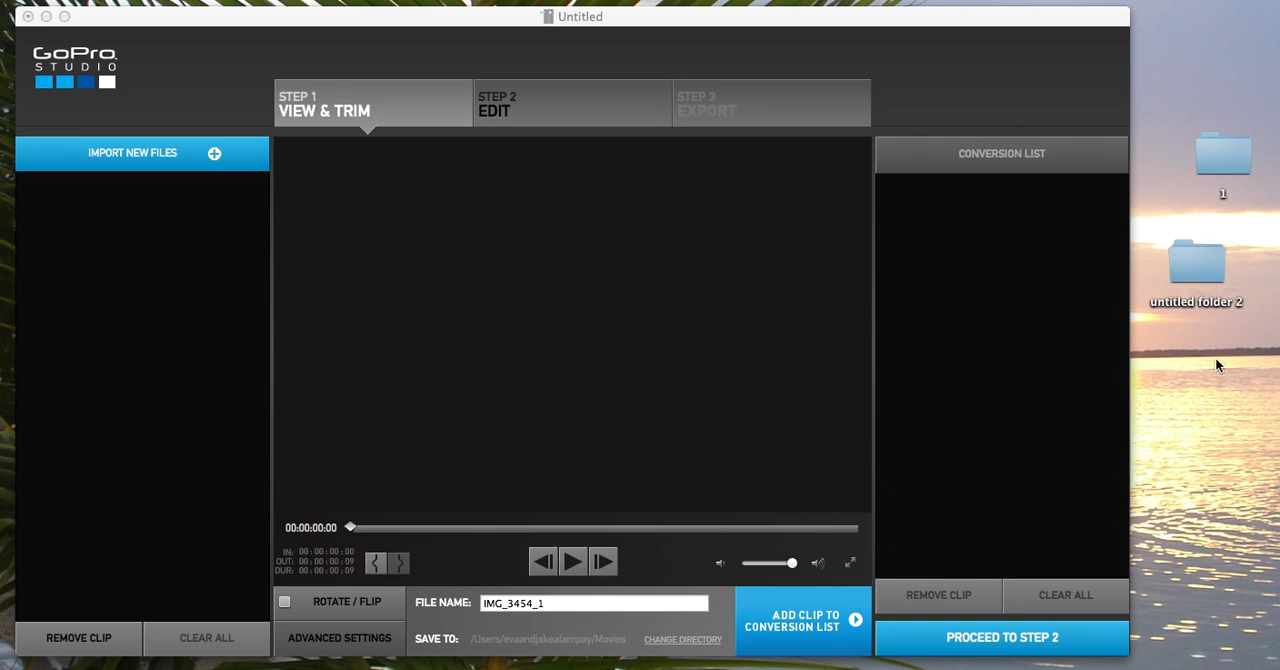 Untitled
GoPro
STUDIO
STEP 1
VIEW & TRIM
STEP 2
EDIT
STEP 3
EXPORT
IMPORT NEW FILES
CONVERSION LIST
1
untitled folder 2
00:00:00:00
IN: 00:00:00:00
OUT: 00:00:00:09
DUR: 00:00:00:09
ROTATE / FLIP
ADVANCED SETTINGS
FILE NAME: IMG_3454_1
SAVE TO: /Users/evaandjakealampay/Movies CHANGE DIRECTORY
ADD CLIP TO
CONVERSION LIST
REMOVE CLIP CLEAR ALL
REMOVE CLIP CLEAR ALL
PROCEED TO STEP 2